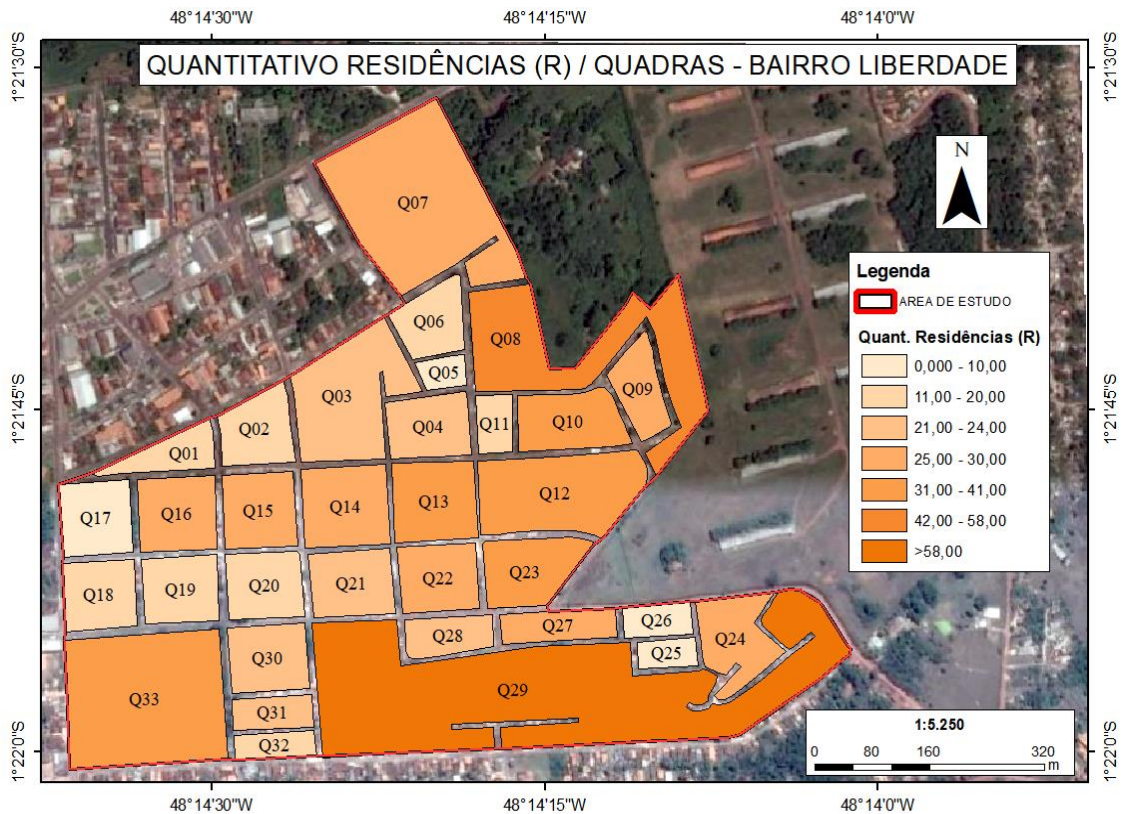 48°14'30"W 48°14'15"W 48°14'0"W
QUANTITATIVO RESIDÊNCIAS (R) / QUADRAS - BAIRRO LIBERDADE
1°21'30"S 1°21'30"S
N
Q07
Legenda
AREA DE ESTUDO
Quant. Residências (R)
0,000 - 10,00
11,00 - 20,00
21,00 - 24,00
25,00 - 30,00
31,00 - 41,00
42,00 - 58,00
>58,00
Q06
Q08
Q05
Q03 Q09
1°21'45"S 1°21'45"S
Q01 Q02 Q04 Q11 Q10
Q17 Q16 Q15 Q14 Q13 Q12
Q18 Q19 Q20 Q21 Q22 Q23
Q28 Q27 Q26 Q24
Q30 Q25
Q33 Q29
Q31
Q32
1:5.250
0 80 160 320
m
1°22'0"S 1°22'0"S
48°14'30"W 48°14'15"W 48°14'0"W